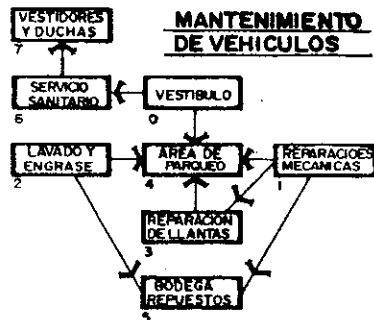 MANTENIMIENTO
DE VEHICULOS
VESTIDORES
Y DUCHAS
7
SERVICIO
SANITARIO
6
VESTIBULO
0
LAVADO Y
ENGRASE
2
AREA DE
PARQUEO
4
REPARACIOES
MECANICAS
1
REPARACION
DE LLANTAS
3
BODEGA
REPUESTOS
5